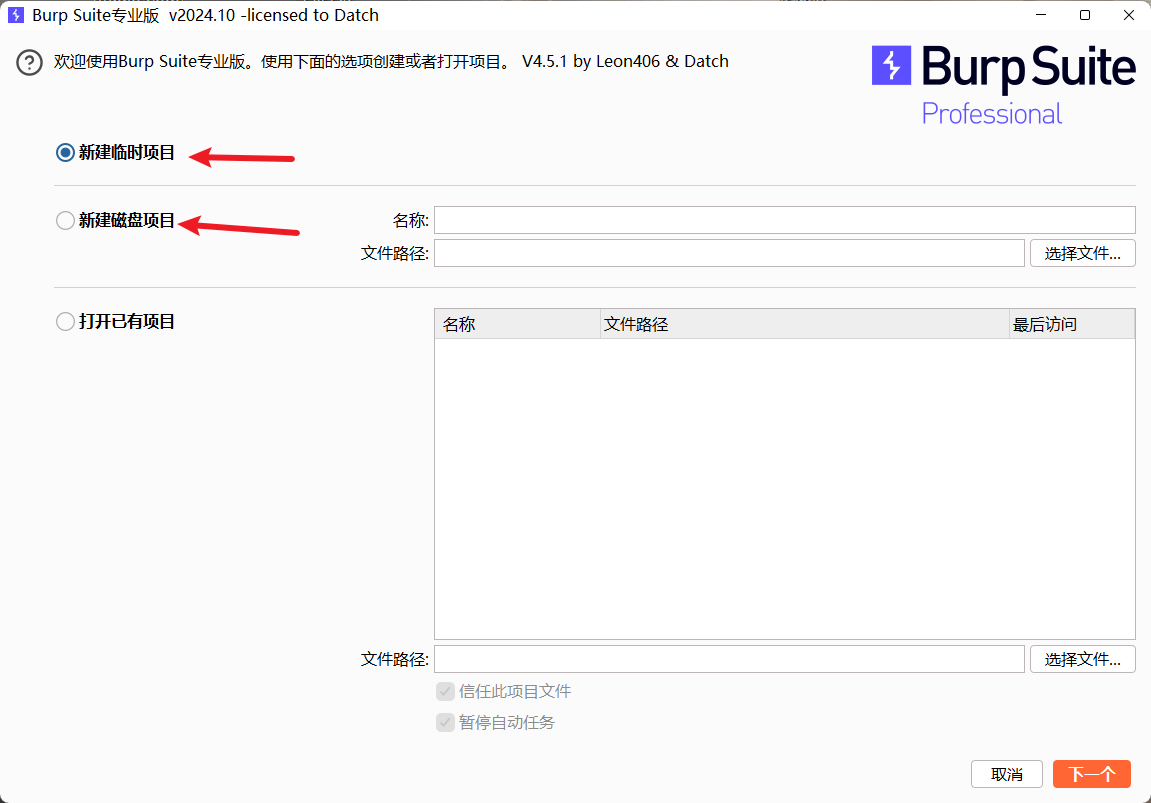 Burp Suite专业版 v2024.10 -licensed to Datch
欢迎使用Burp Suite专业版。使用下面的选项创建或者打开项目。 V4.5.1 by Leon406 & Datch
Burp Suite
Professional
新建临时项目
新建磁盘项目
名称:
文件路径:
选择文件...
打开已有项目
名称 文件路径 最后访问
文件路径:
选择文件...
信任此项目文件
暂停自动任务
取消 下一个